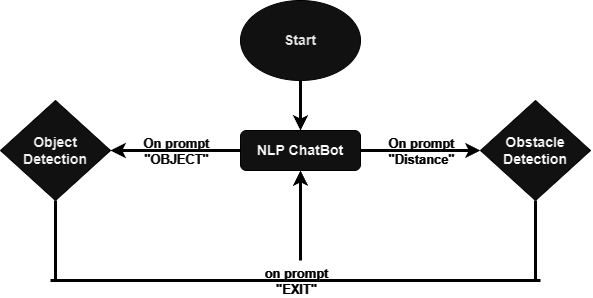 Start
Object
Detection
On prompt
"OBJECT"
NLP ChatBot
On prompt
"Distance"
Obstacle
Detection
on prompt
"EXIT"